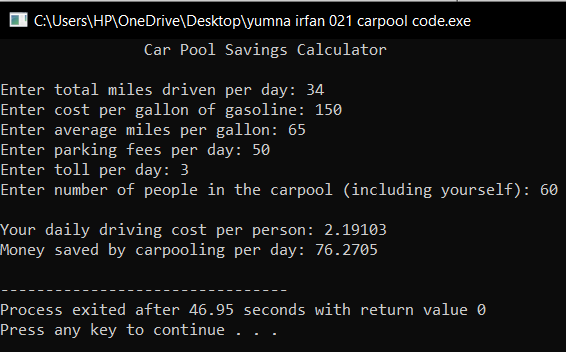 C:\Users\HP\OneDrive\Desktop\yumna irfan 021 carpool code.exe
Car Pool Savings Calculator
Enter total miles driven per day: 34
Enter cost per gallon of gasoline: 150
Enter average miles per gallon: 65
Enter parking fees per day: 50
Enter toll per day: 3
Enter number of people in the carpool (including yourself): 60
Your daily driving cost per person: 2.19103
Money saved by carpooling per day: 76.2705
--------------------------------
Process exited after 46.95 seconds with return value 0
Press any key to continue . . .